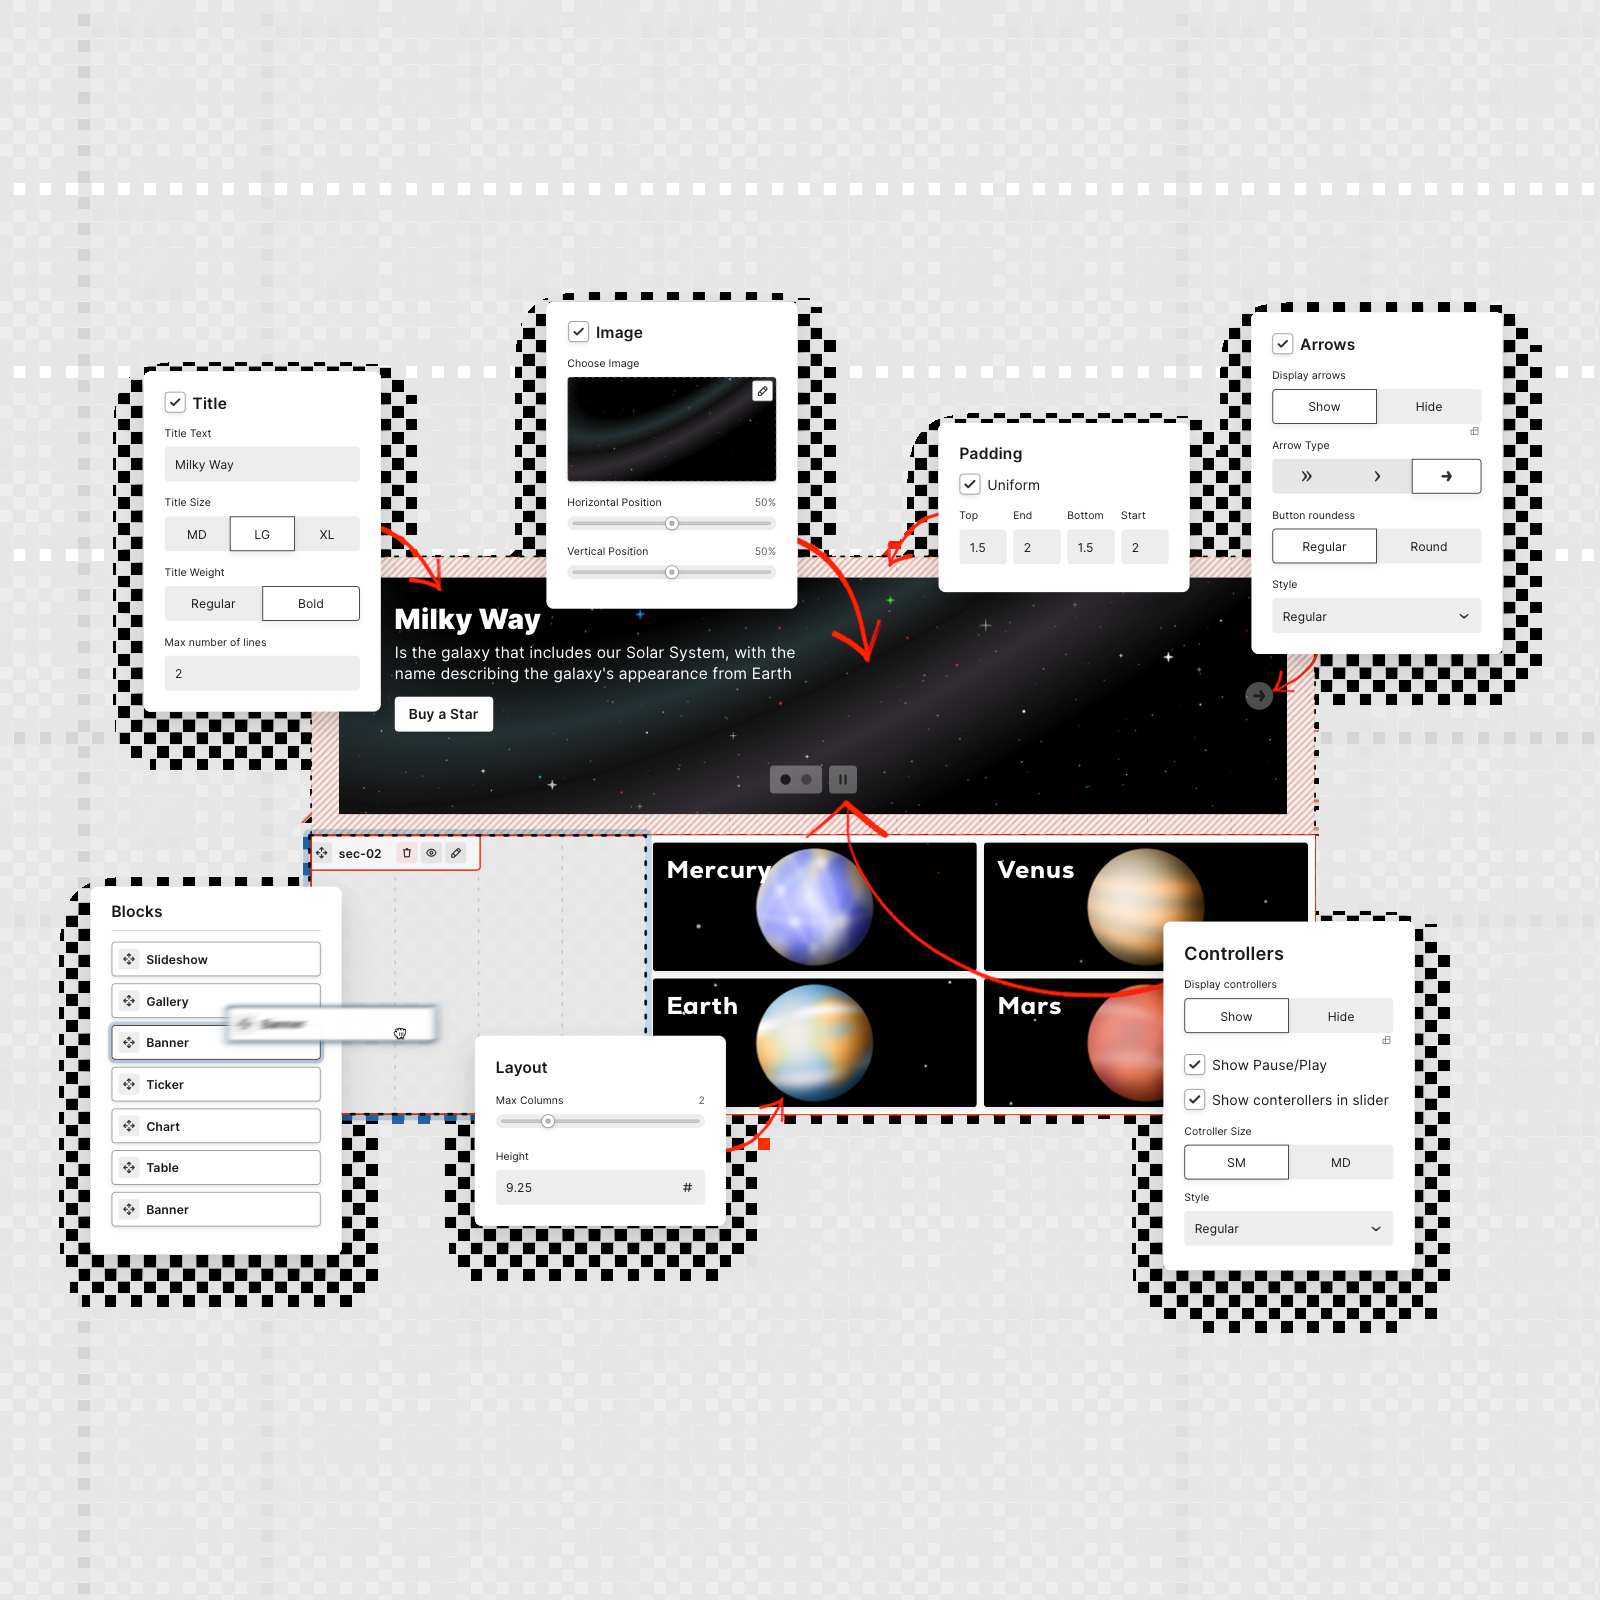 Image
Choose Image
Horizontal Position 50%
Vertical Position 50%
Arrows
Display arrows
Show Hide
Arrow Type
Button roundess
Regular Round
Style
Regular
Title
Title Text
Milky Way
Title Size
MD LG XL
Title Weight
Regular Bold
Max number of lines
2
Padding
Uniform
Top End Bottom Start
1.5 2 1.5 2
Milky Way
Is the galaxy that includes our Solar System, with the
name describing the galaxy's appearance from Earth
Buy a Star
sec-02
Mercury
Venus
Earth
Mars
Blocks
Slideshow
Gallery
Banner
Banner
Ticker
Chart
Table
Banner
Layout
Max Columns 2
Height
9.25 #
Controllers
Display controllers
Show Hide
Show Pause/Play
Show conterollers in slider
Cotroller Size
SM MD
Style
Regular